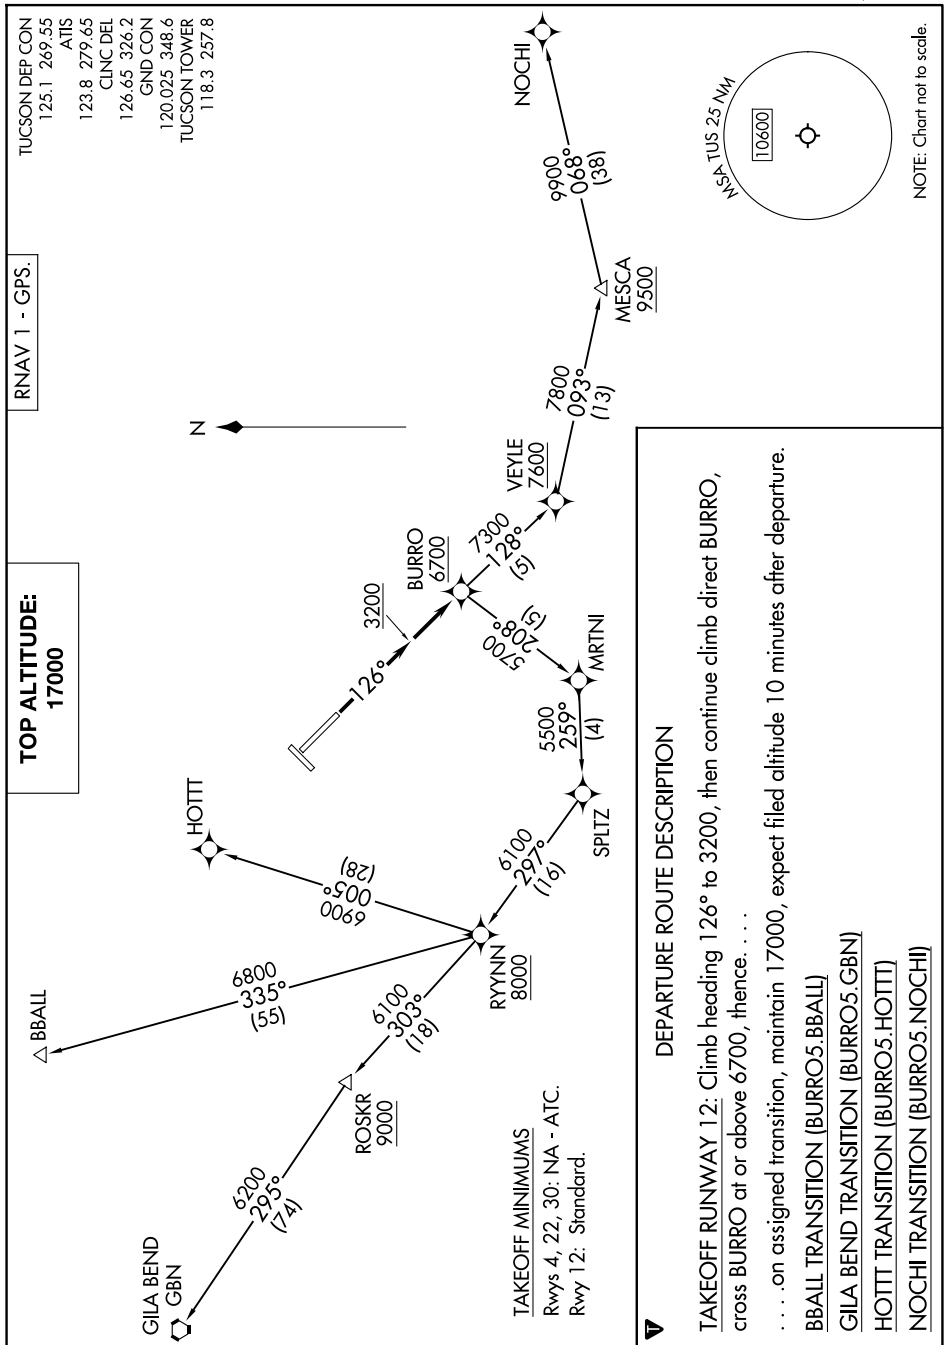 TUCSON DEP CON
125.1 269.55
ATIS
123.8 279.65
CLNC DEL
126.65 326.2
GND CON
120.025 348.6
TUCSON TOWER
118.3 257.8
RNAV 1 - GPS.
TOP ALTITUDE:
17000
N
BBALL
6800
335°
(55)
HOTTT
6900
005°
(28)
GILA BEND
GBN
6200
295°
(74)
ROSKR
9000
6100
303°
(18)
RYYNN
8000
6100
297°
(16)
SPLTZ
5500
259°
(4)
MRTNI
5700
208°
(5)
126°
3200
BURRO
6700
7300
128°
(5)
VEYLE
7600
7800
093°
(13)
MESCA
9500
9900
068°
(38)
NOCHI
MSA TUS 25 NM
10600
NOTE: Chart not to scale.
TAKEOFF MINIMUMS
Rwys 4, 22, 30: NA - ATC.
Rwy 12: Standard.
T
DEPARTURE ROUTE DESCRIPTION
TAKEOFF RUNWAY 12: Climb heading 126° to 3200, then continue climb direct BURRO,
cross BURRO at or above 6700, thence. . . .
. . . .on assigned transition, maintain 17000, expect filed altitude 10 minutes after departure.
BBALL TRANSITION (BURRO5.BBALL)
GILA BEND TRANSITION (BURRO5.GBN)
HOTTT TRANSITION (BURRO5.HOTTT)
NOCHI TRANSITION (BURRO5.NOCHI)